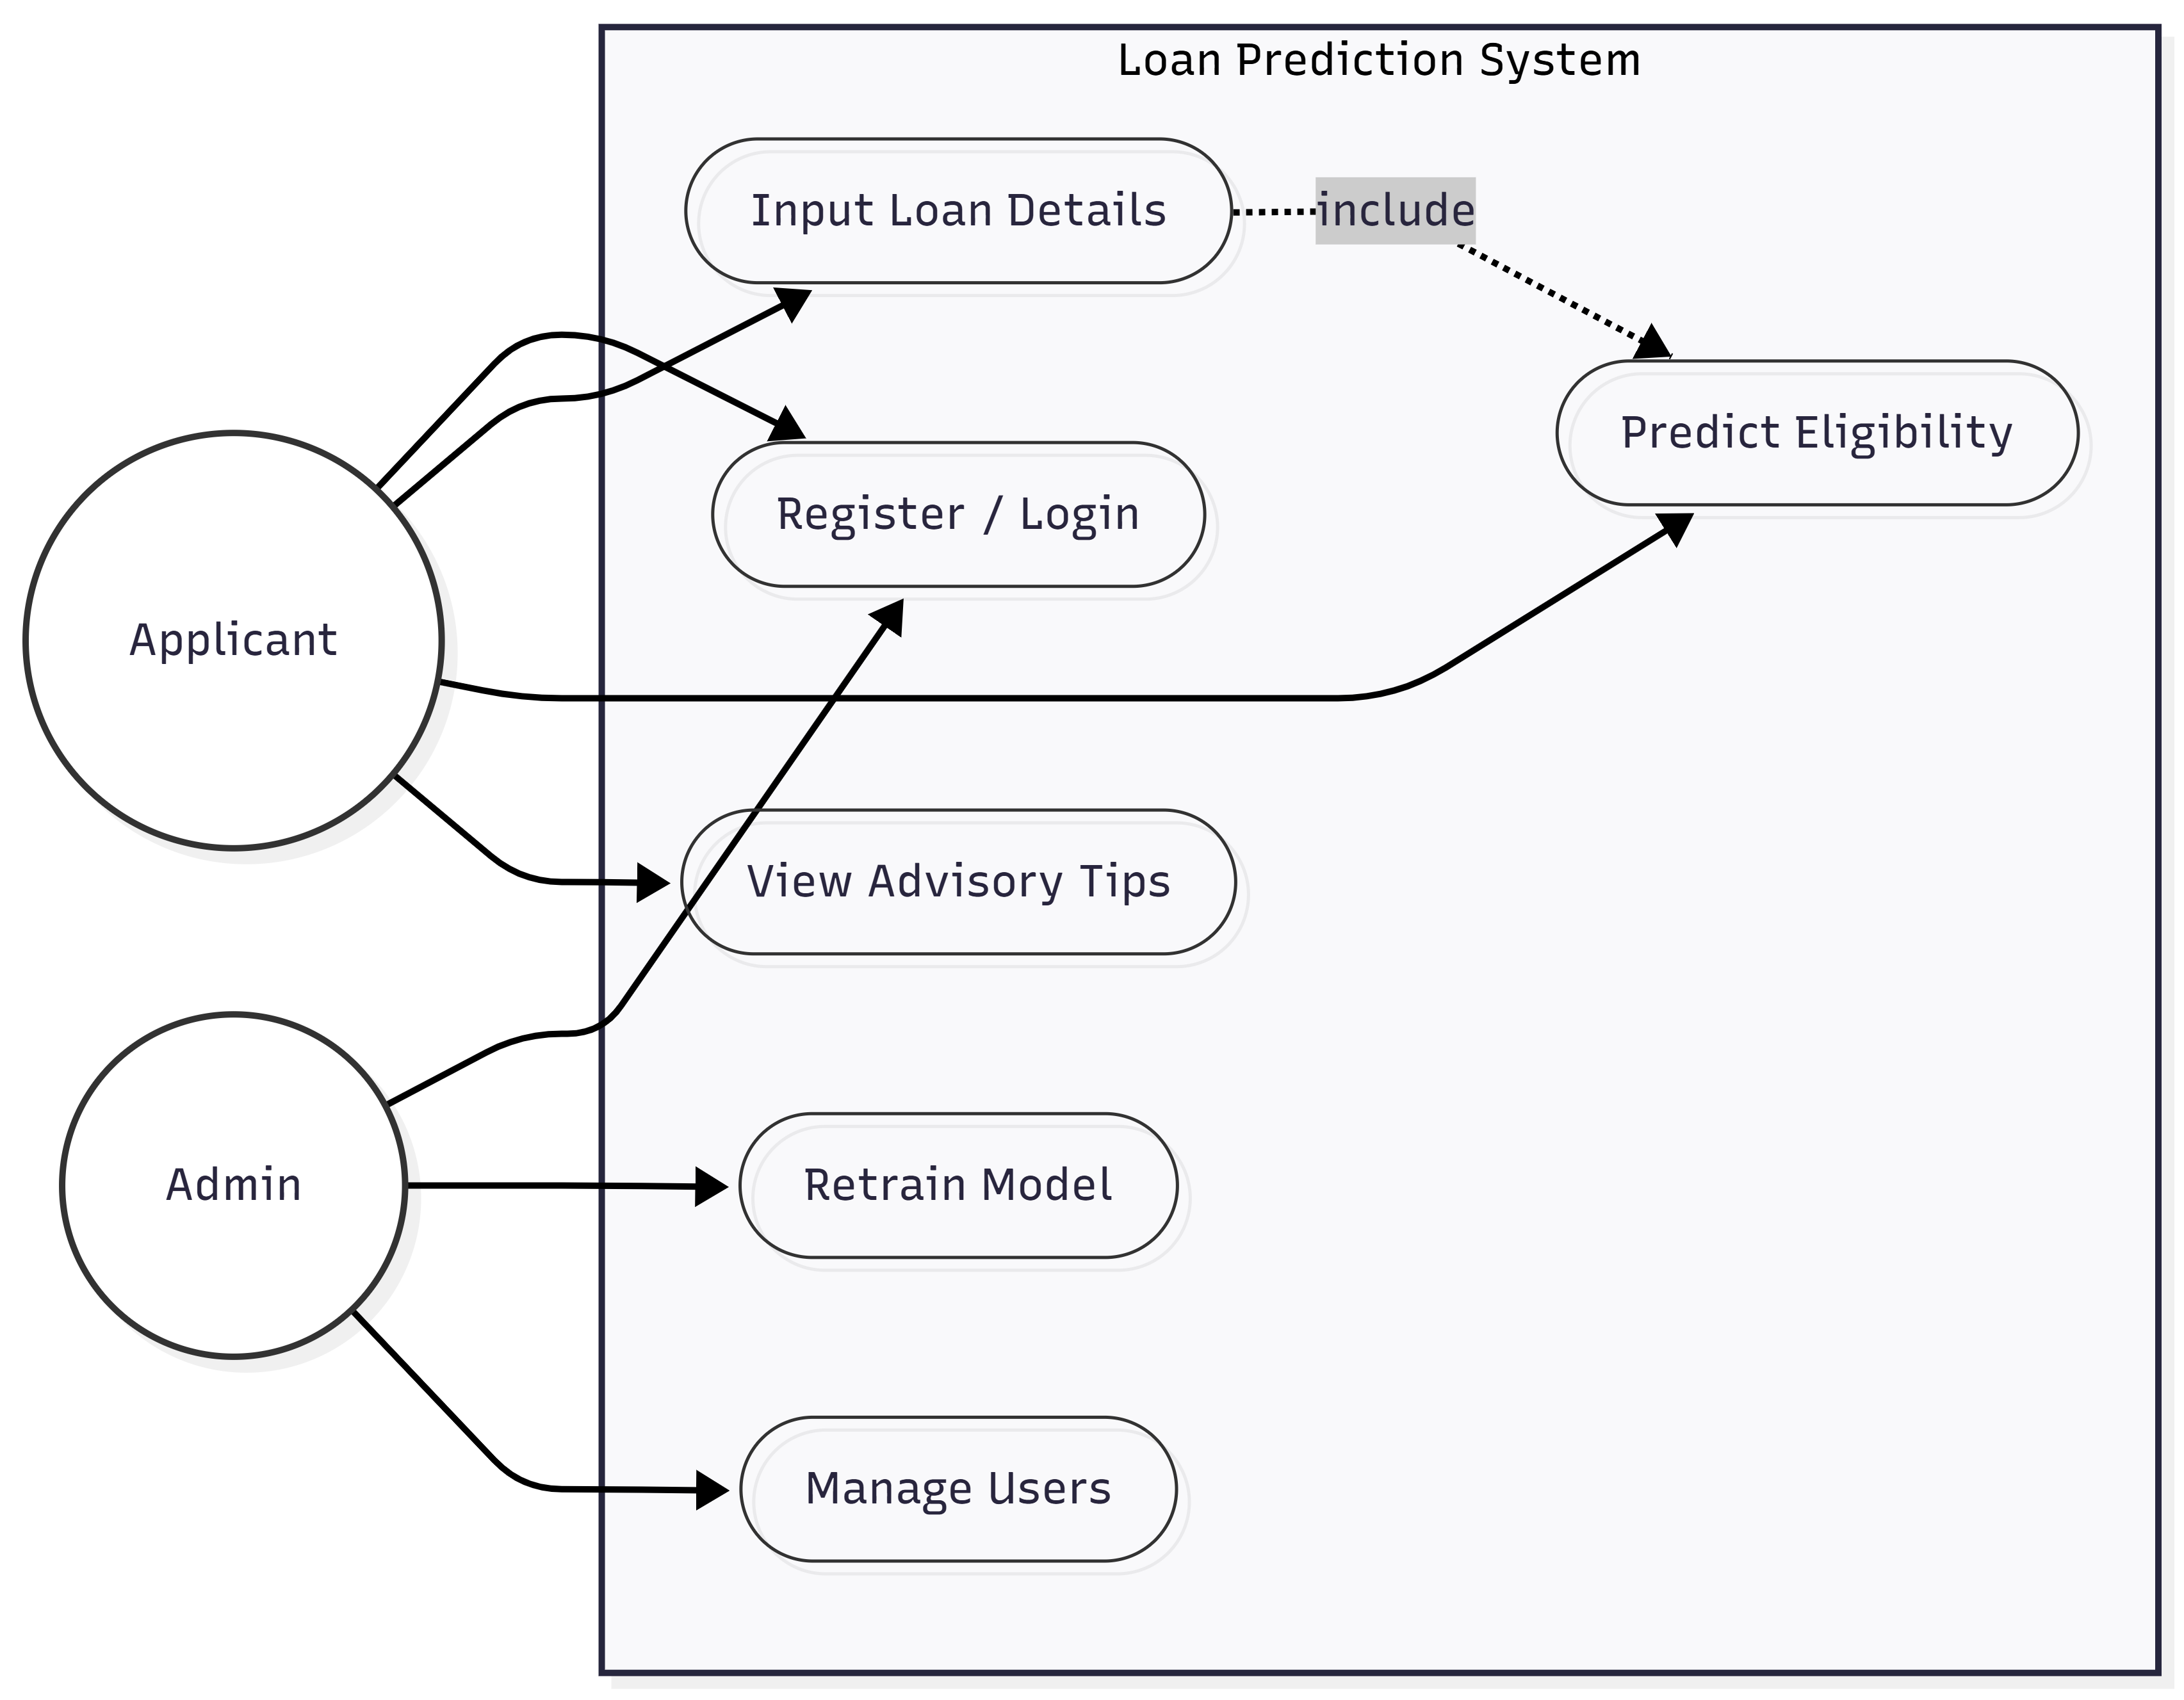 Loan Prediction System
Input Loan Details
include
Predict Eligibility
Register / Login
Applicant
View Advisory Tips
Admin
Retrain Model
Manage Users